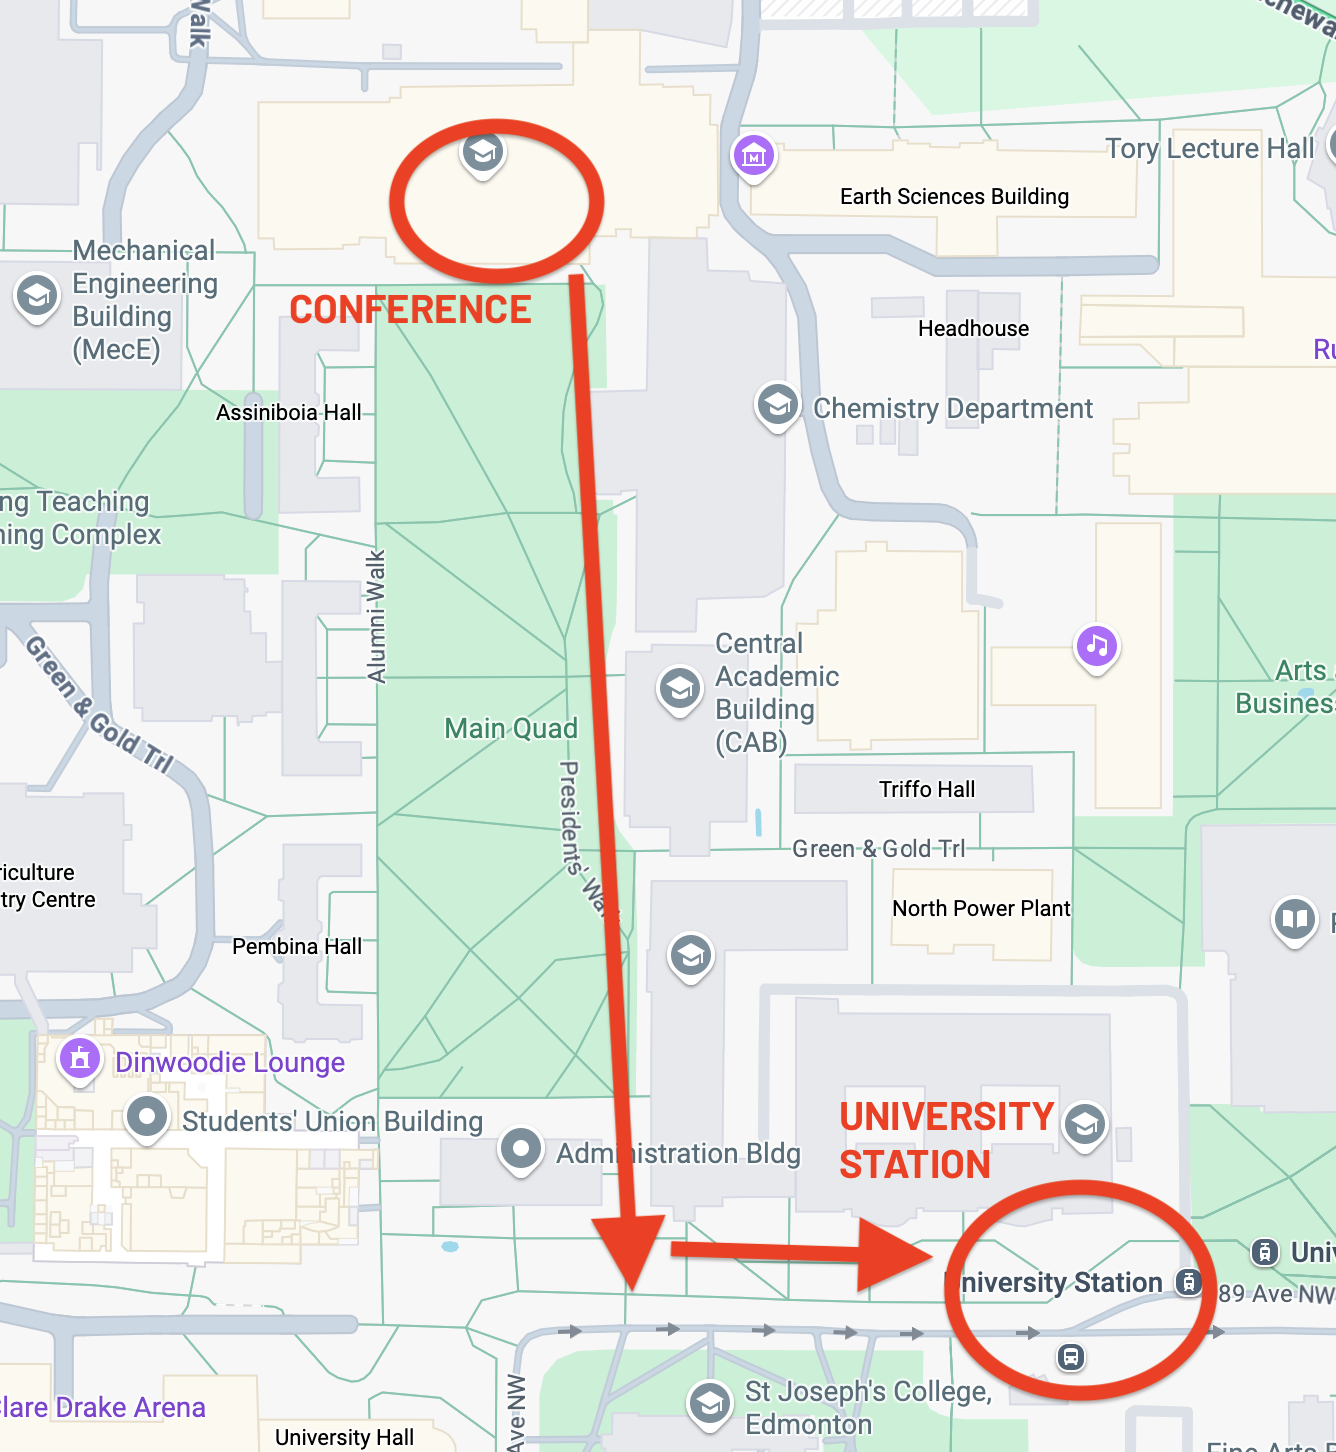 Walk
chewa
Tory Lecture Hall
Earth Sciences Building
Mechanical
Engineering
Building
(MecE)
CONFERENCE
Headhouse
Ru
Assiniboia Hall
Chemistry Department
ng Teaching
ning Complex
Alumni Walk
Green & Gold Trl
Central
Academic
Building
(CAB)
Arts
Business
Main Quad
Presidents' Wa
Triffo Hall
Green & Gold Trl
riculture
try Centre
North Power Plant
Pembina Hall
Dinwoodie Lounge
Students' Union Building
Administration Bldg
UNIVERSITY
STATION
Univ
niversity Station
89 Ave NW
St Joseph's College,
Edmonton
Clare Drake Arena
Ave NW
University Hall
Fine Arts B